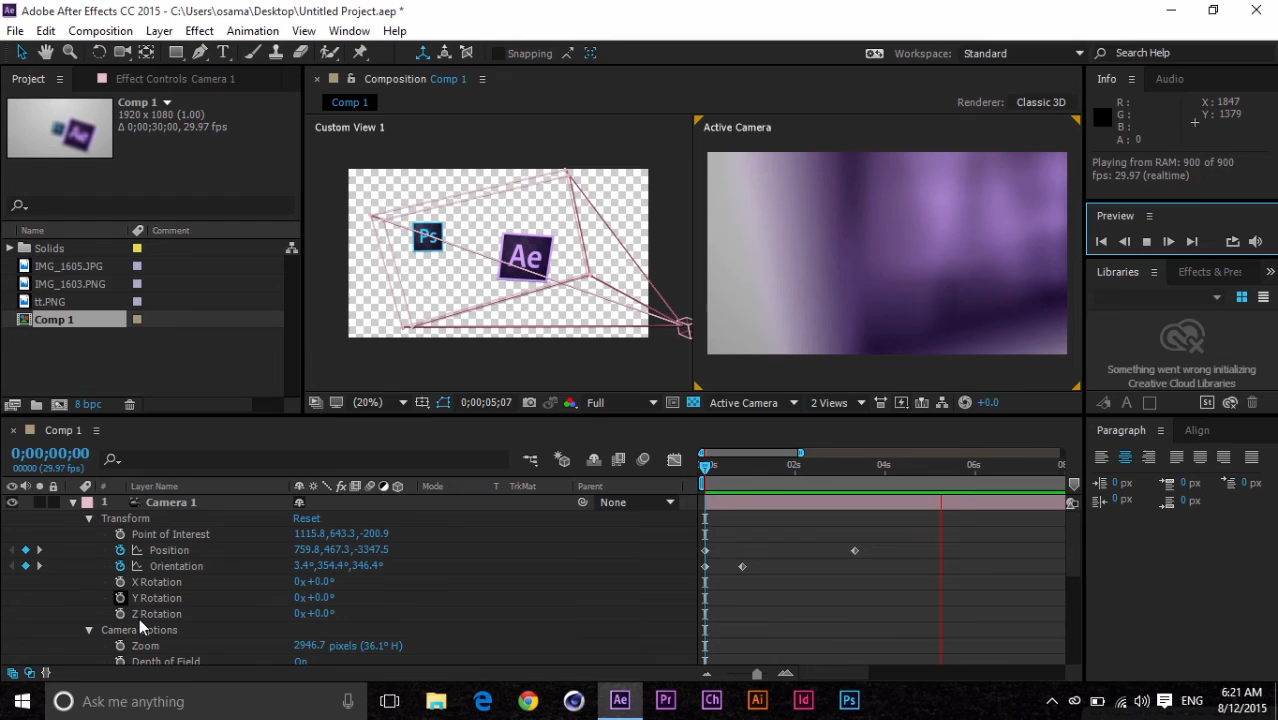 Adobe After Effects CC 2015 - C:\Users\osama\Desktop\Untitled Project.aep *
File Edit Composition Layer Effect Animation View Window Help
Snapping
Workspace: Standard
Search Help
Project
Effect Controls Camera 1
Composition Comp 1
Info
Audio
Comp 1
1920 x 1080 (1.00)
Δ 0;00;30;00, 29.97 fps
Comp 1
Renderer: Classic 3D
R :
G :
B :
A : 0
X : 1847
Y : 1379
Custom View 1
Active Camera
Playing from RAM: 900 of 900
fps: 29.97 (realtime)
Ps
Ae
Preview
Name
Comment
Solids
IMG_1605.JPG
IMG_1603.PNG
tt.PNG
Comp 1
Libraries
Effects & Pres
Something went wrong initializing
Creative Cloud Libraries
8 bpc
(20%)
0;00;05;07
Full
Active Camera
2 Views
+0.0
Comp 1
0;00;00;00
00000 (29.97 fps)
02s
04s
06s
Paragraph
Align
0 px
0 px
0 px
0 px
0 px
# Layer Name
Mode
T TrkMat
Parent
1 Camera 1
None
Transform
Reset
Point of Interest
1115.8,643.3,-200.9
Position
759.8,467.3,-3347.5
Orientation
3.4°,354.4°,346.4°
X Rotation
0x+0.0°
Y Rotation
0x+0.0°
Z Rotation
0x+0.0°
Camera Options
Zoom
2946.7 pixels (36.1° H)
Depth of Field
On
Ask me anything
Ae
Pr
Ch
Ai
Id
Ps
ENG
6:21 AM
8/12/2015